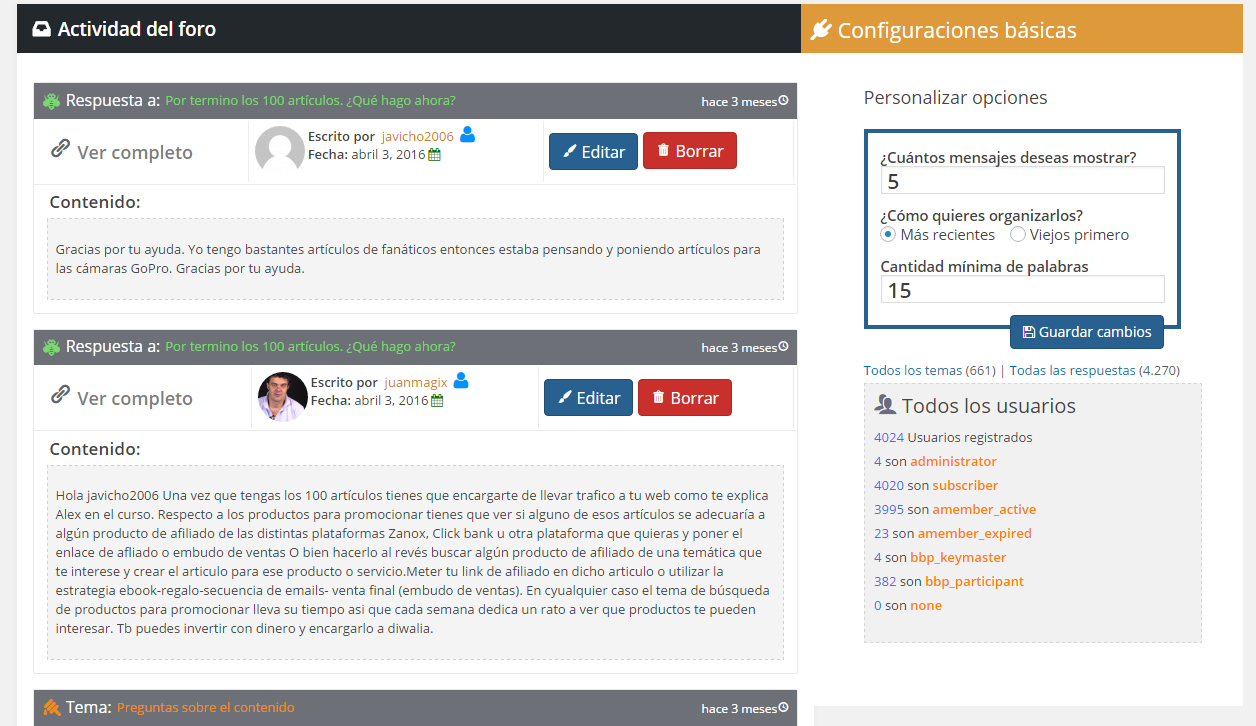 Actividad del foro
Respuesta a: Por termino los 100 artículos. ¿Qué hago ahora?
hace 3 meses
Ver completo
Escrito por javicho2006
Fecha: abril 3, 2016
Editar
Borrar
Contenido:
Gracias por tu ayuda. Yo tengo bastantes artículos de fanáticos entonces estaba pensando y poniendo artículos para
las cámaras GoPro. Gracias por tu ayuda.
Respuesta a: Por termino los 100 artículos. ¿Qué hago ahora?
hace 3 meses
Ver completo
Escrito por juanmagix
Fecha: abril 3, 2016
Editar
Borrar
Contenido:
Hola javicho2006 Una vez que tengas los 100 artículos tienes que encargarte de llevar trafico a tu web como te explica
Alex en el curso. Respecto a los productos para promocionar tienes que ver si alguno de esos artículos se adecuaría a
algún producto de afiliado de las distintas plataformas Zanox, Click bank u otra plataforma que quieras y poner el
enlace de afliado o embudo de ventas O bien hacerlo al revés buscar algún producto de afiliado de una temática que
te interese y crear el articulo para ese producto o servicio.Meter tu link de afiliado en dicho articulo o utilizar la
estrategia ebook-regalo-secuencia de emails- venta final (embudo de ventas). En cyualquier caso el tema de búsqueda
de productos para promocionar lleva su tiempo asi que cada semana dedica un rato a ver que productos te pueden
interesar. Tb puedes invertir con dinero y encargarlo a diwalia.
Tema: Preguntas sobre el contenido
hace 3 meses
Configuraciones básicas
Personalizar opciones
¿Cuántos mensajes deseas mostrar?
5
¿Cómo quieres organizarlos?
Más recientes Viejos primero
Cantidad mínima de palabras
15
Guardar cambios
Todos los temas (661) | Todas las respuestas (4.270)
Todos los usuarios
4024 Usuarios registrados
4 son administrator
4020 son subscriber
3995 son amember_active
23 son amember_expired
4 son bbp_keymaster
382 son bbp_participant
0 son none